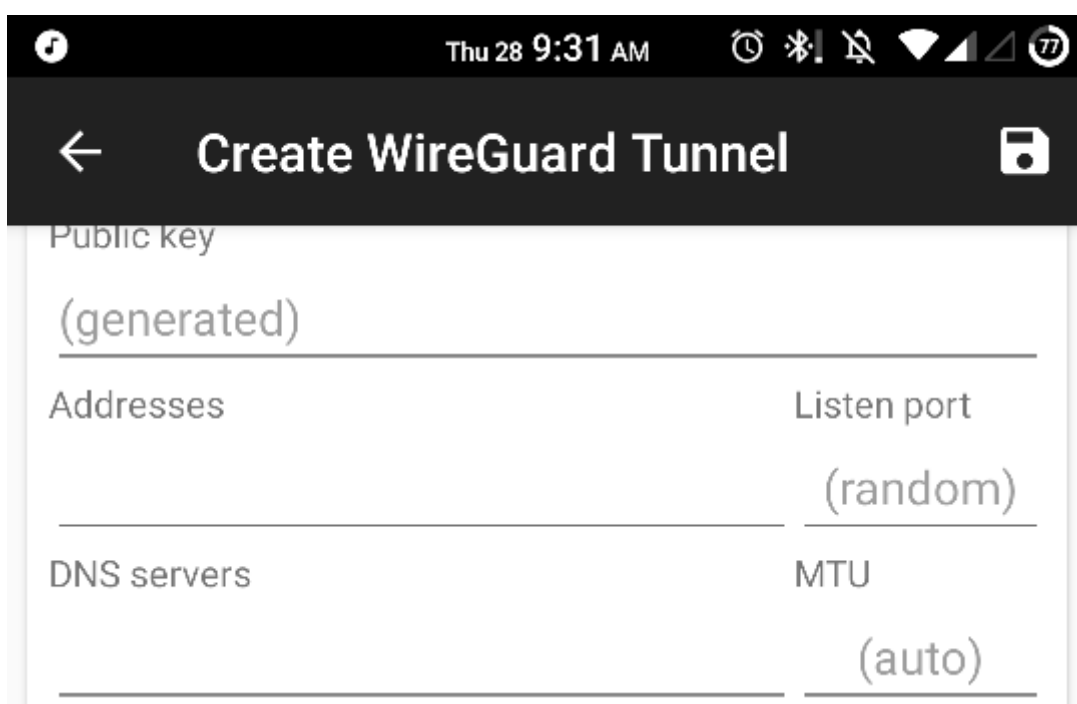 Thu 28 9:31 AM 77
Create WireGuard Tunnel
Public key
(generated)
Addresses Listen port
(random)
DNS servers MTU
(auto)